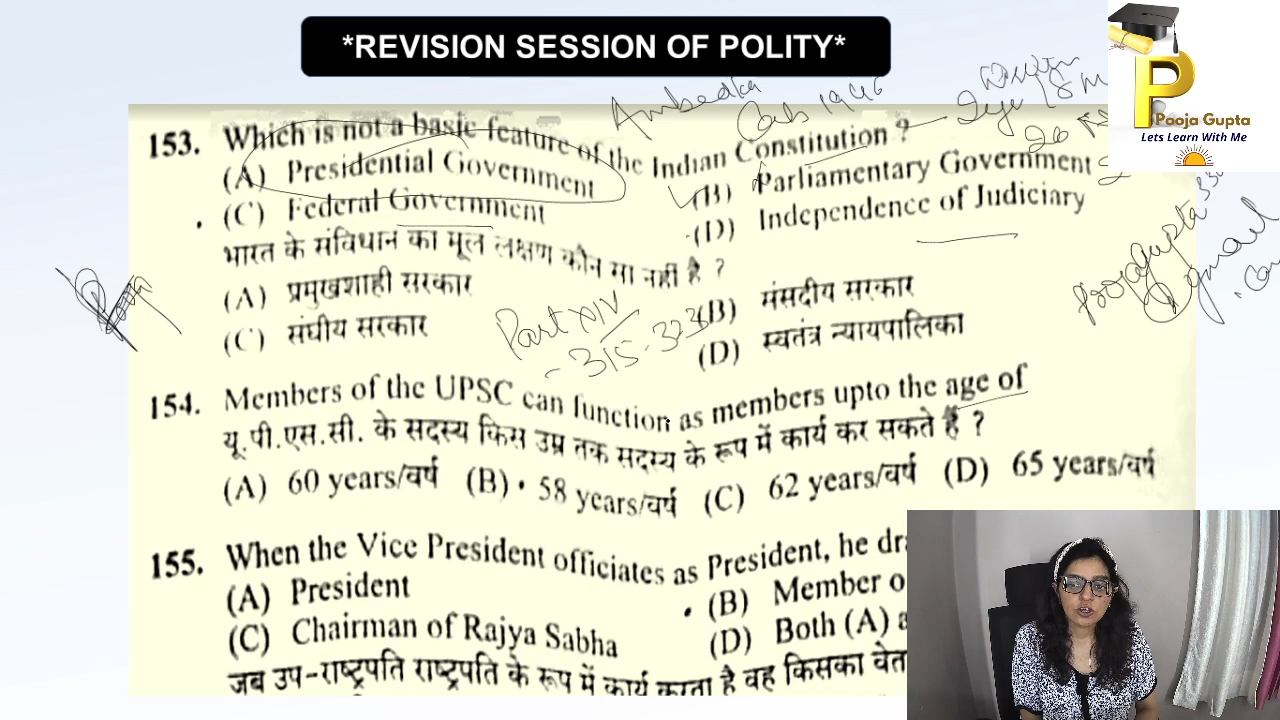 *REVISION SESSION OF POLITY*
Pooja Gupta
Lets Learn With Me
153. Which is not a basic feature of the Indian Constitution ?
(A) Presidential Government
(B) Parliamentary Government
(C) Federal Government
(D) Independence of Judiciary
भारत के संविधान का मूल लक्षण कौन सा नहीं है ?
(A) प्रमुखशाही सरकार
(B) संसदीय सरकार
(C) संघीय सरकार
(D) स्वतंत्र न्यायपालिका
Part XIV
315-323
154. Members of the UPSC can function as members upto the age of
यू.पी.एस.सी. के सदस्य किस उम्र तक सदस्य के रूप में कार्य कर सकते हैं ?
(A) 60 years/वर्ष (B) 58 years/वर्ष (C) 62 years/वर्ष (D) 65 years/वर्ष
155. When the Vice President officiates as President, he
(A) President
(B) Member
(C) Chairman of Rajya Sabha
(D) Both (A)
जब उप-राष्ट्रपति राष्ट्रपति के रूप में कार्य करता है वह किसका